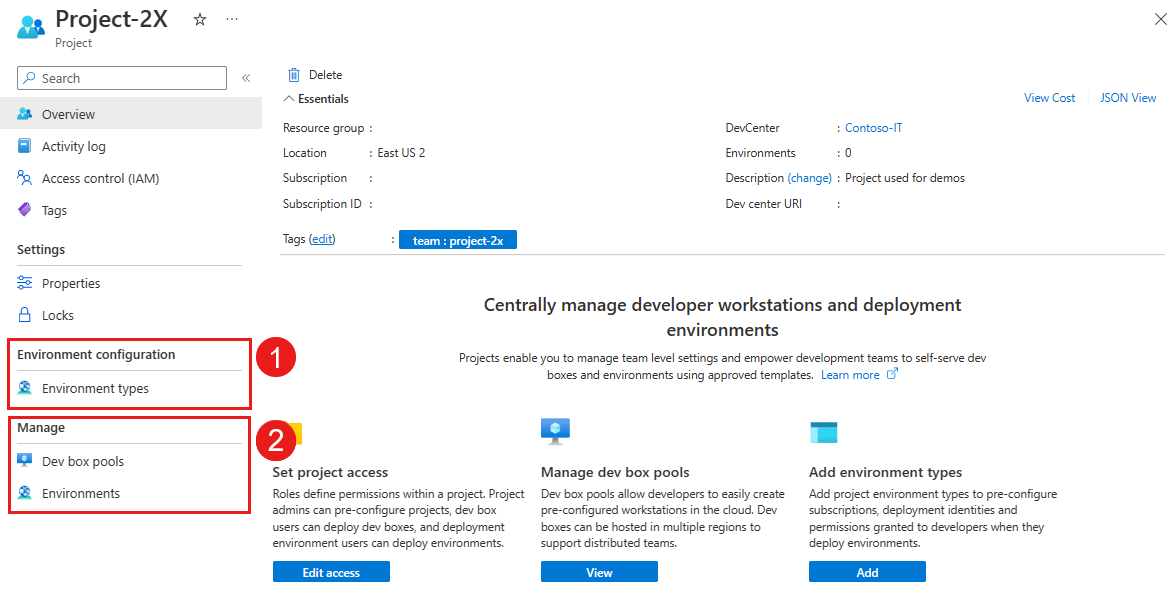 Project-2X
Project
Search
«
Overview
Activity log
Access control (IAM)
Tags
Settings
Properties
Locks
Environment configuration
Environment types
1
Manage
Dev box pools
Environments
2
Delete
Essentials
View Cost
JSON View
Resource group :
Location : East US 2
Subscription :
Subscription ID :
DevCenter : Contoso-IT
Environments : 0
Description (change) : Project used for demos
Dev center URI :
Tags (edit) : team : project-2x
Centrally manage developer workstations and deployment
environments
Projects enable you to manage team level settings and empower development teams to self-serve dev
boxes and environments using approved templates. Learn more
Set project access
Roles define permissions within a project. Project
admins can pre-configure projects, dev box
users can deploy dev boxes, and deployment
environment users can deploy environments.
Edit access
Manage dev box pools
Dev box pools allow developers to easily create
pre-configured workstations in the cloud. Dev
boxes can be hosted in multiple regions to
support distributed teams.
View
Add environment types
Add project environment types to pre-configure
subscriptions, deployment identities and
permissions granted to developers when they
deploy environments.
Add